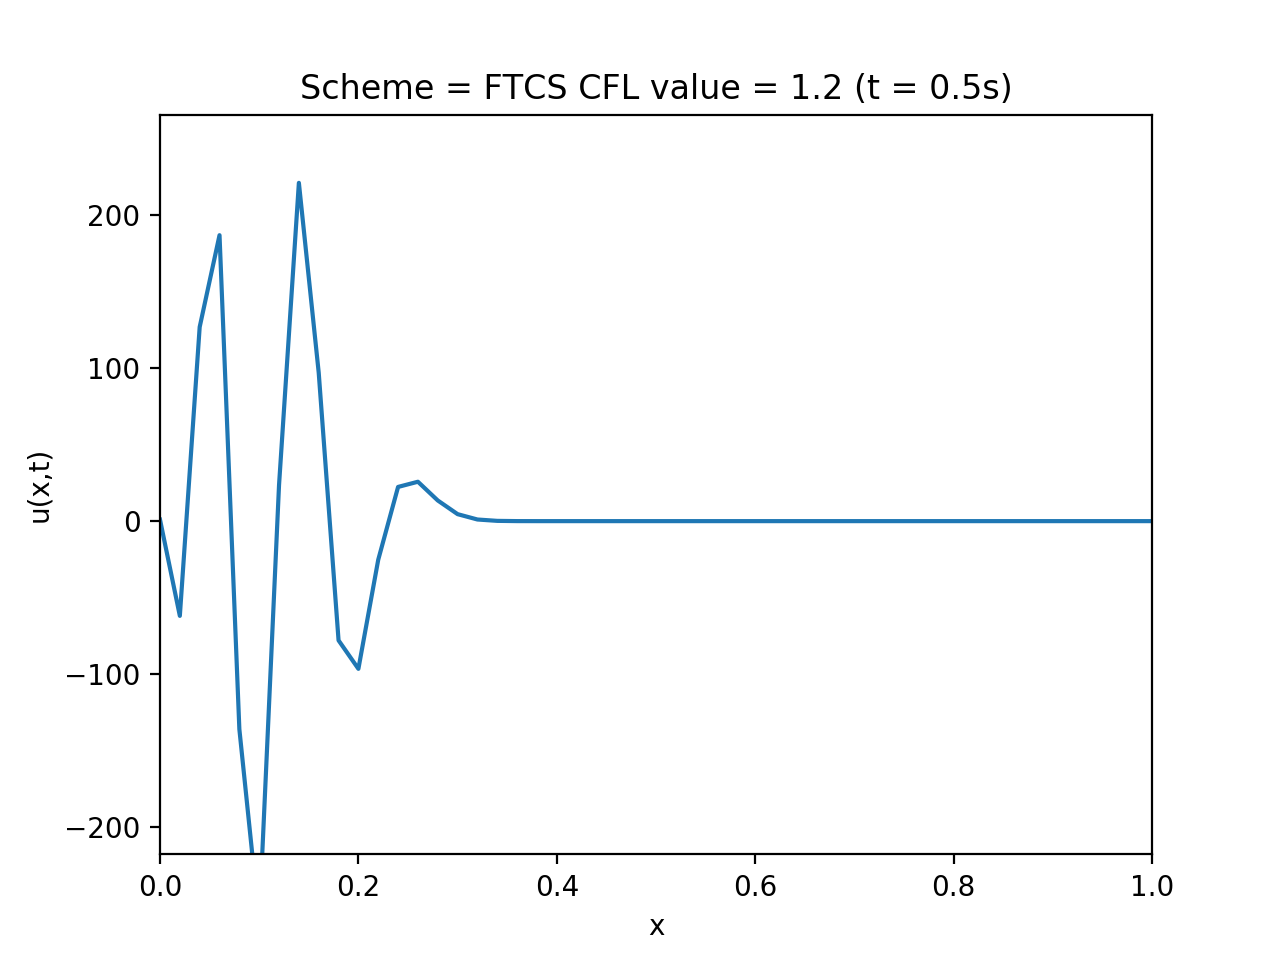 Scheme = FTCS CFL value = 1.2 (t = 0.5s)
200
100
0
−100
−200
u(x,t)
0.0 0.2 0.4 0.6 0.8 1.0
x